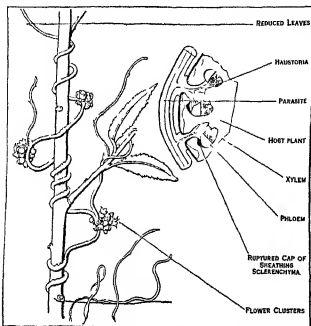 REDUCED LEAVES
HAUSTORIA
PARASITE
HOST PLANT
XYLEM
PHLOEM
RUPTURED CAP OF
SHEATHING
SCLERENCHYMA.
FLOWER CLUSTERS